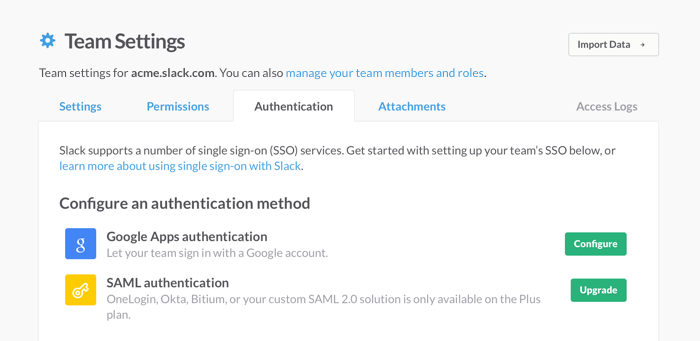 Team Settings
Import Data →
Team settings for acme.slack.com. You can also manage your team members and roles.
Settings Permissions Authentication Attachments Access Logs
Slack supports a number of single sign-on (SSO) services. Get started with setting up your team's SSO below, or
learn more about using single sign-on with Slack.
Configure an authentication method
g
Google Apps authentication
Let your team sign in with a Google account.
Configure
SAML authentication
OneLogin, Okta, Bitium, or your custom SAML 2.0 solution is only available on the Plus
plan.
Upgrade